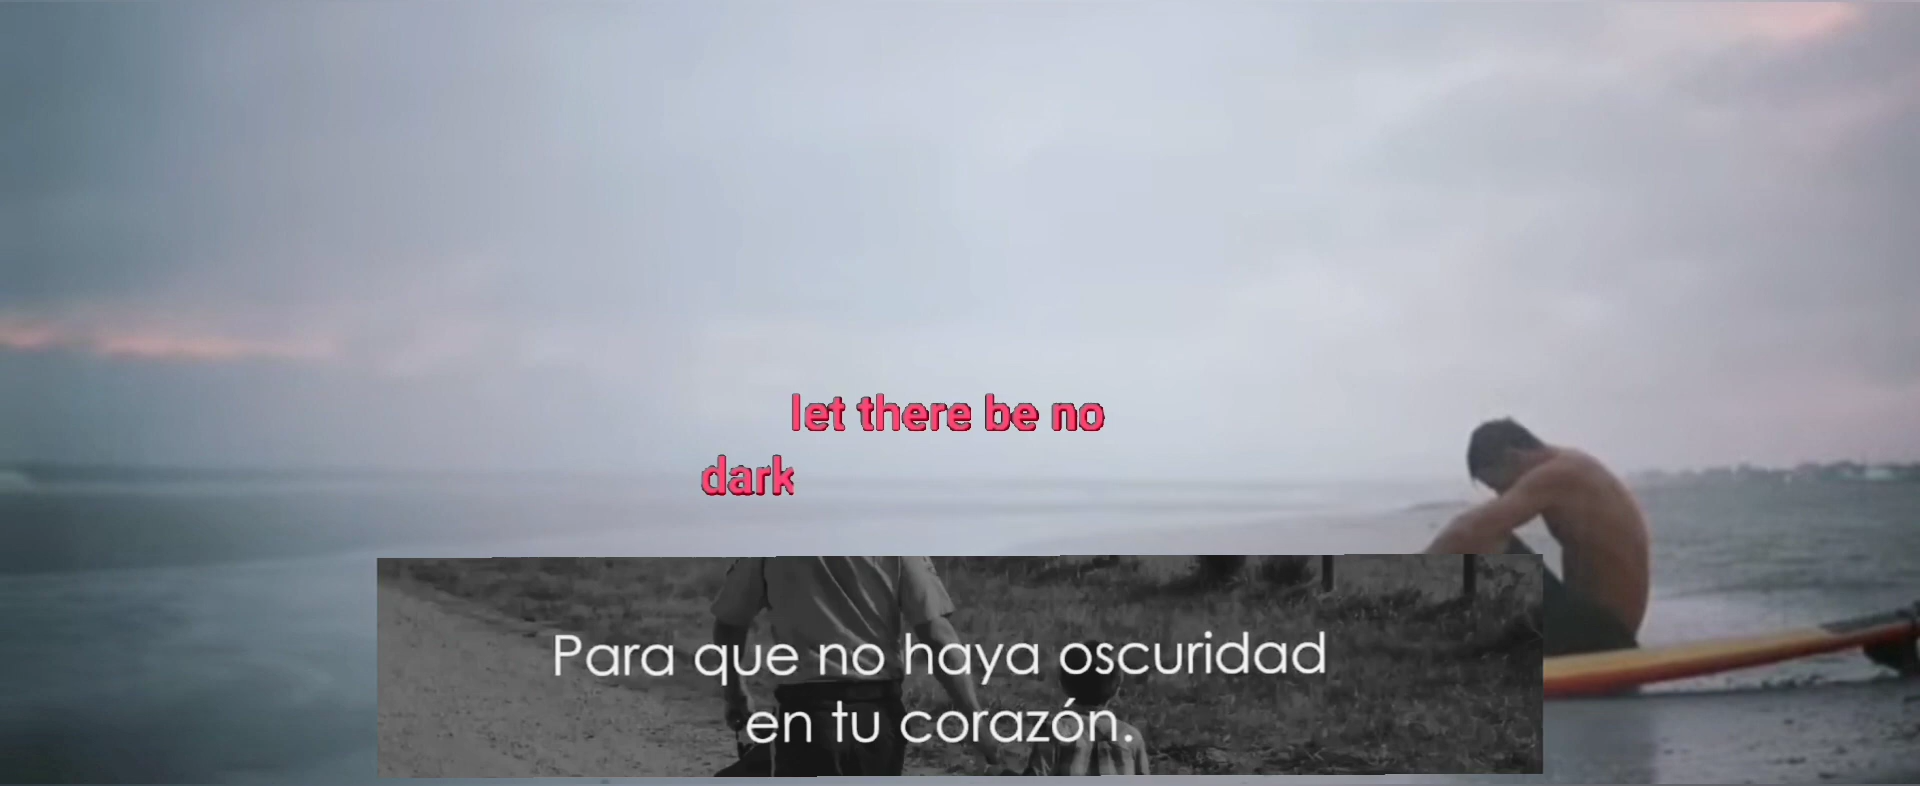 let there be no
dark
Para que no haya oscuridad
en tu corazón.